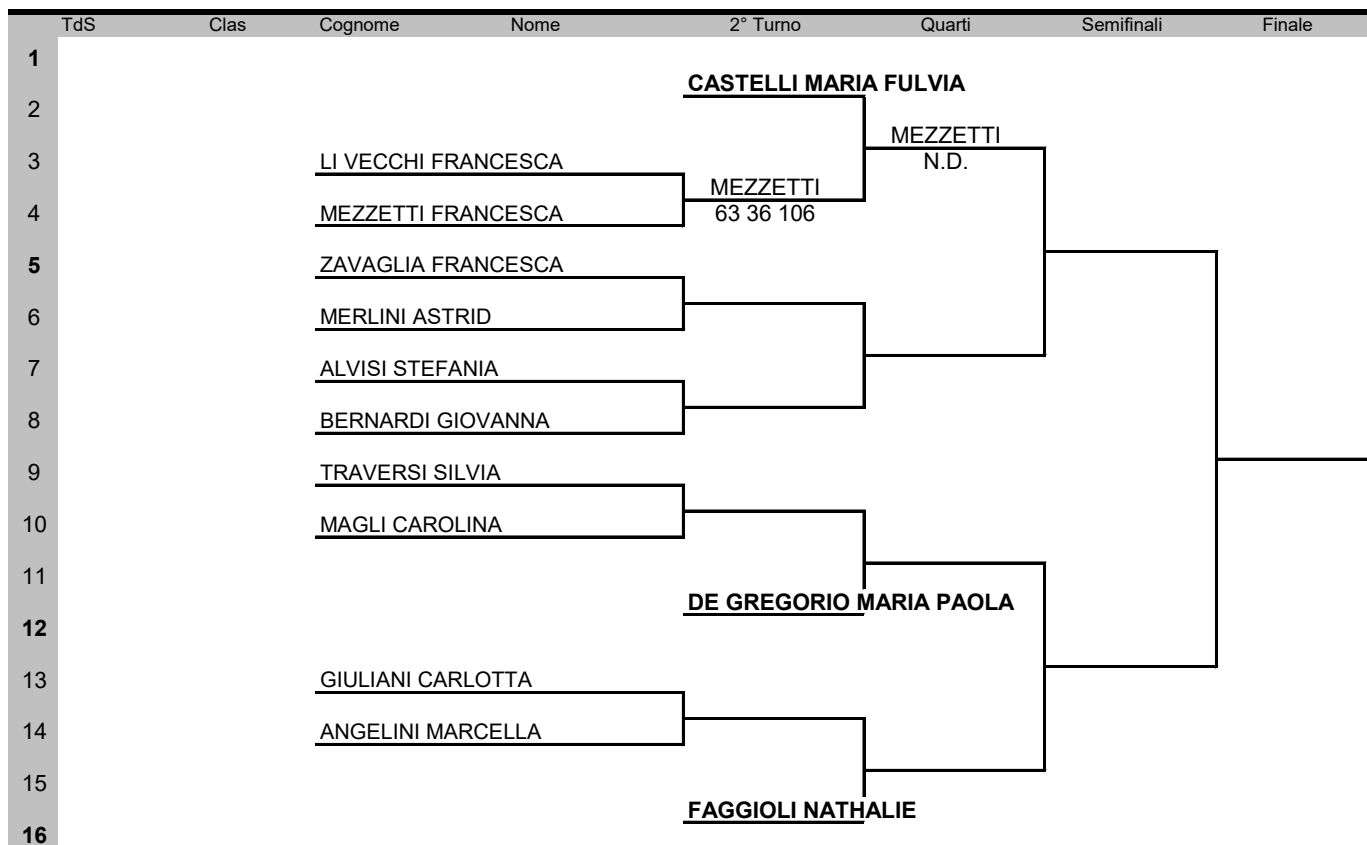 TdS Clas Cognome Nome 2° Turno Quarti Semifinali Finale
1
CASTELLI MARIA FULVIA
2
MEZZETTI
3 LI VECCHI FRANCESCA N.D.
MEZZETTI
4 MEZZETTI FRANCESCA 63 36 106
5 ZAVAGLIA FRANCESCA
6 MERLINI ASTRID
7 ALVISI STEFANIA
8 BERNARDI GIOVANNA
9 TRAVERSI SILVIA
10 MAGLI CAROLINA
11
DE GREGORIO MARIA PAOLA
12
13 GIULIANI CARLOTTA
14 ANGELINI MARCELLA
15
FAGGIOLI NATHALIE
16